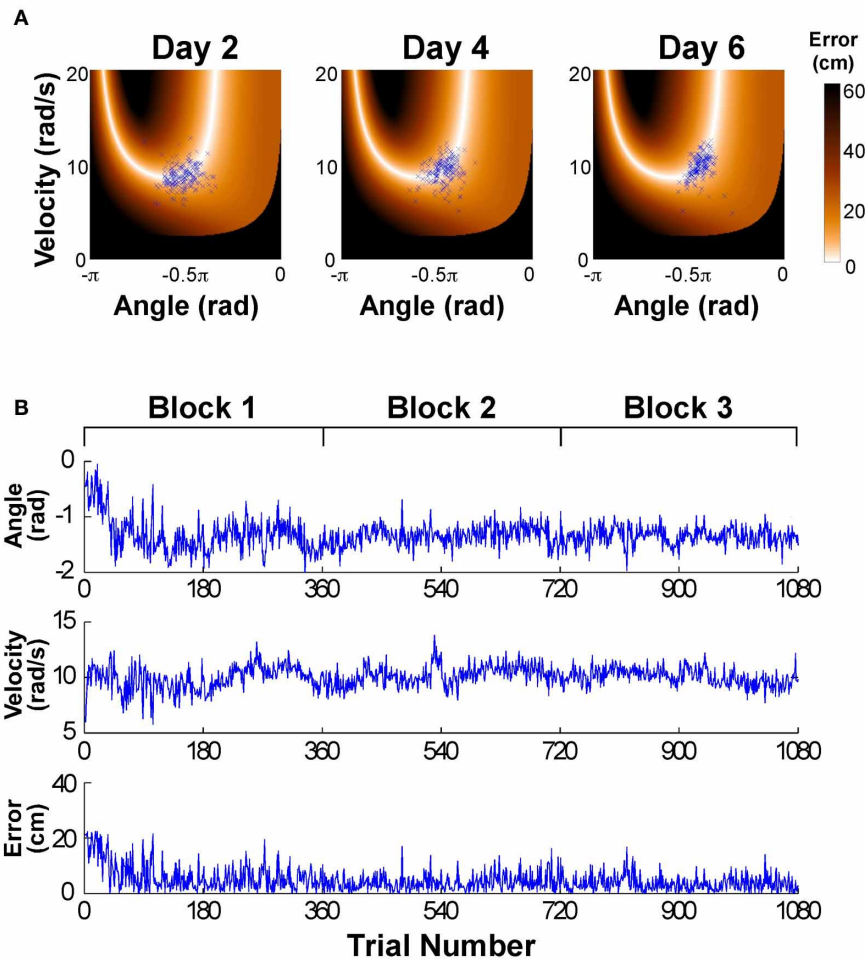 A
Day 2
Day 4
Day 6
Error
(cm)
Velocity (rad/s)
20
10
0
-π
-0.5π
0
Angle (rad)
20
10
0
-π
-0.5π
0
Angle (rad)
20
10
0
-π
-0.5π
0
Angle (rad)
60
40
20
0
B
Block 1
Block 2
Block 3
Angle
(rad)
0
-1
-2
0
180
360
540
720
900
1080
Velocity
(rad/s)
15
10
5
0
180
360
540
720
900
1080
Error
(cm)
40
20
0
0
180
360
540
720
900
1080
Trial Number